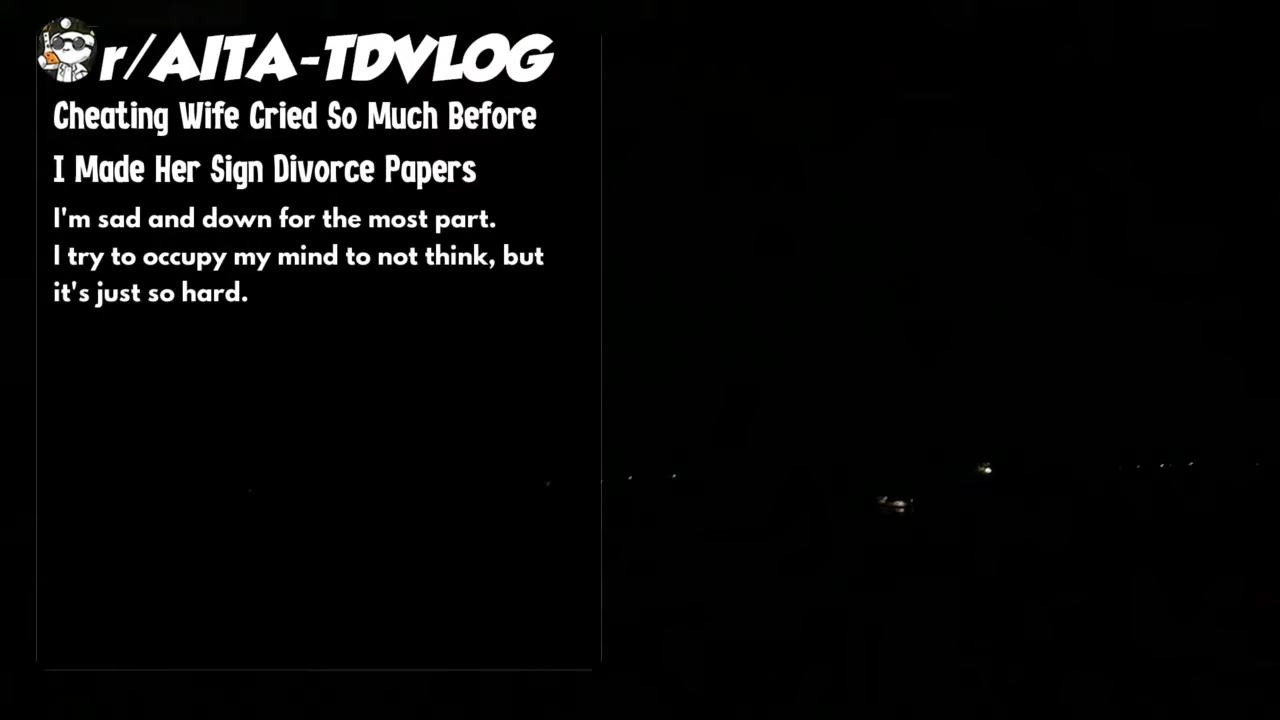 r/AITA-TDVLOG
Cheating Wife Cried So Much Before
I Made Her Sign Divorce Papers
I'm sad and down for the most part.
I try to occupy my mind to not think, but
it's just so hard.